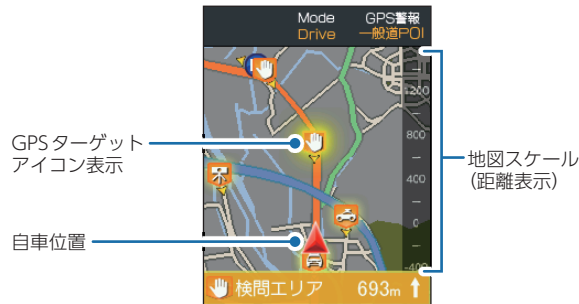 Mode
Drive
GPS警報
一般道POI
1200
800
400
0
-400
GPSターゲット
アイコン表示
自車位置
地図スケール
(距離表示)
検問エリア 693m